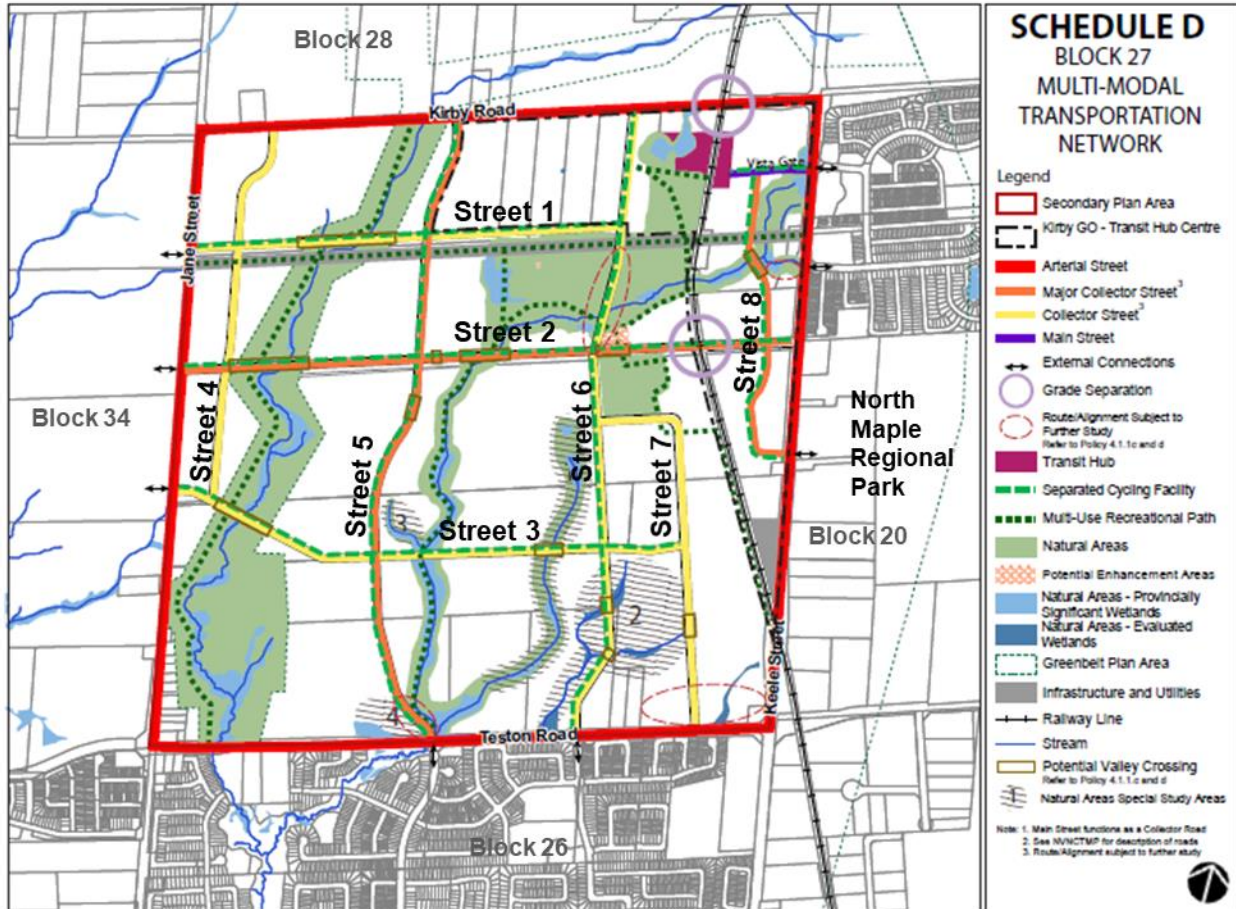 Block 28
Kirby Road
Jane Street
Street 1
Vista Gate
Street 2
Street 8
Block 34
Street 4
Street 5
Street 6
Street 7
North
Maple
Regional
Park
3
Street 3
Block 20
2
4
Keele Street
Teston Road
Block 26
SCHEDULE D
BLOCK 27
MULTI-MODAL
TRANSPORTATION
NETWORK
Legend
Secondary Plan Area
Kirby GO - Transit Hub Centre
Arterial Street
Major Collector Street³
Collector Street³
Main Street
External Connections
Grade Separation
Route/Alignment Subject to
Further Study
Refer to Policy 4.1.1c and d
Transit Hub
Separated Cycling Facility
Multi-Use Recreational Path
Natural Areas
Potential Enhancement Areas
Natural Areas - Provincially
Significant Wetlands
Natural Areas - Evaluated
Wetlands
Greenbelt Plan Area
Infrastructure and Utilities
Railway Line
Stream
Potential Valley Crossing
Refer to Policy 4.1.1.c and d
Natural Areas Special Study Areas
Note: 1. Main Street functions as a Collector Road
2. See NVNCTMP for description of roads
3. Route/Alignment subject to further study